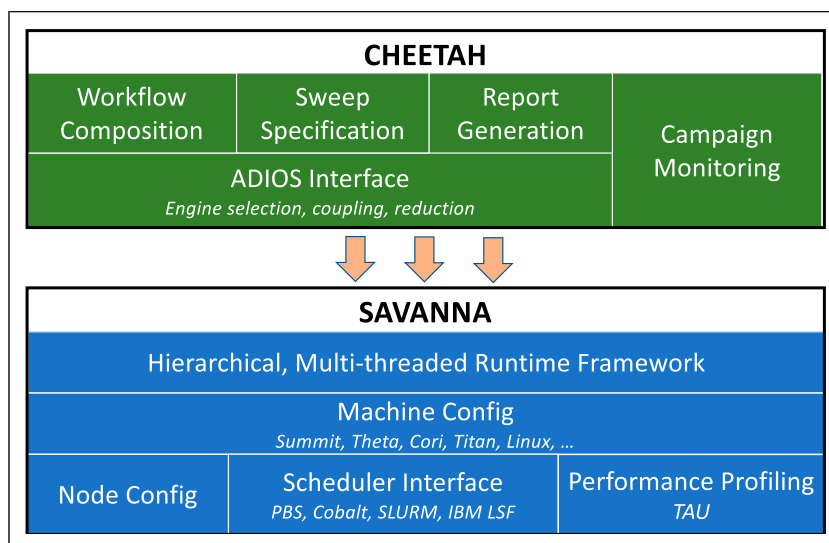 CHEETAH
Workflow
Composition
Sweep
Specification
Report
Generation
Campaign
Monitoring
ADIOS Interface
Engine selection, coupling, reduction
SAVANNA
Hierarchical, Multi-threaded Runtime Framework
Machine Config
Summit, Theta, Cori, Titan, Linux, ...
Node Config
Scheduler Interface
PBS, Cobalt, SLURM, IBM LSF
Performance Profiling
TAU